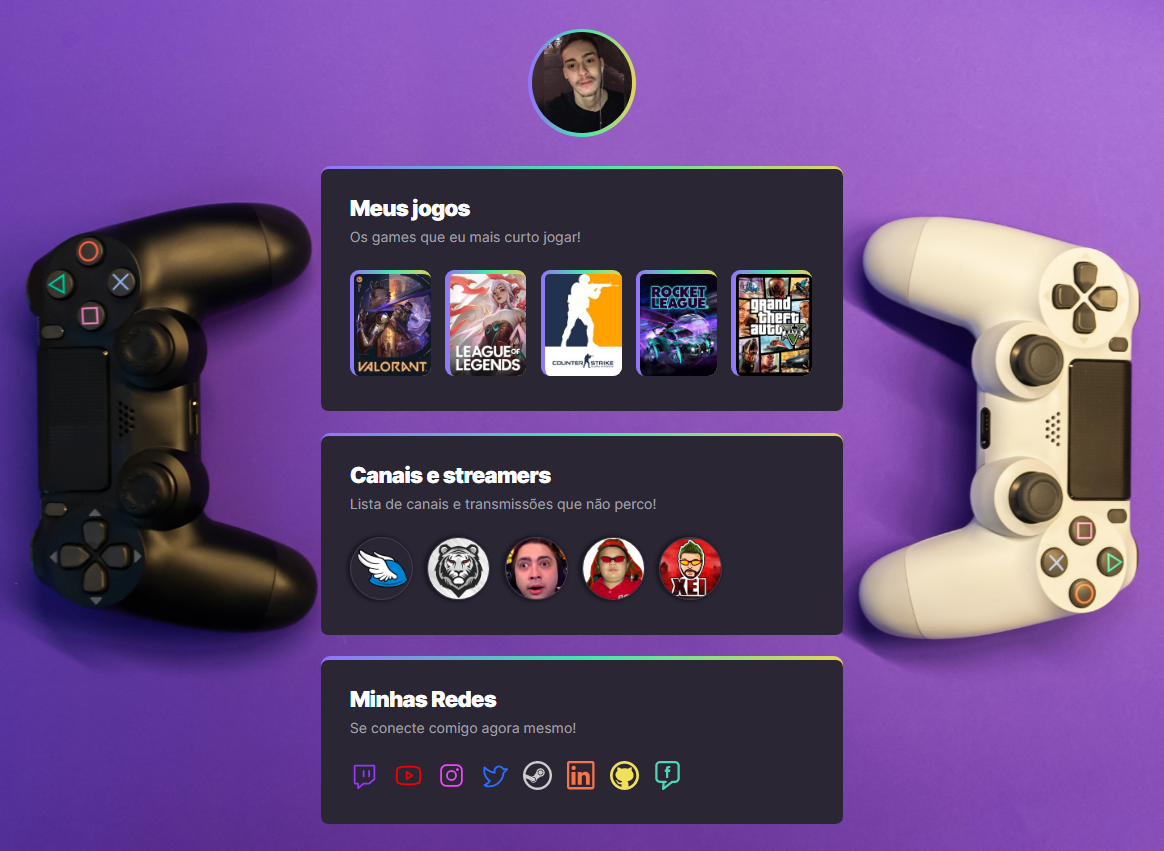 Meus jogos
Os games que eu mais curto jogar!
VALORANT
LEAGUE OF
LEGENDS
COUNTER STRIKE
ROCKET
LEAGUE
grand
theft
auto V
Canais e streamers
Lista de canais e transmissões que não perco!
XEI
Minhas Redes
Se conecte comigo agora mesmo!
in
f